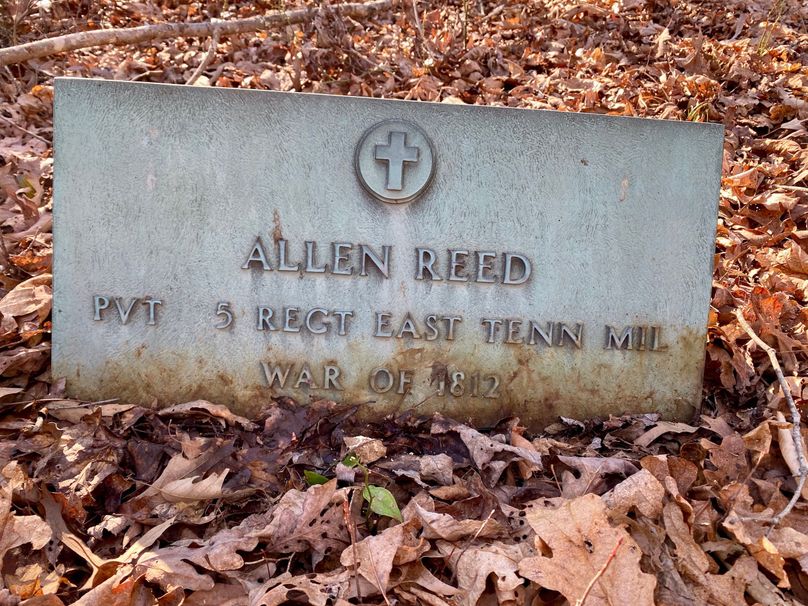 ALLEN REED
PVT 5 REGT EAST TENN MIL
WAR OF 1812